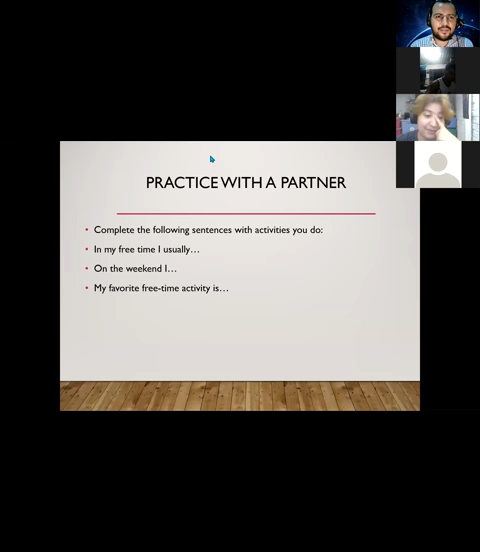 PRACTICE WITH A PARTNER
• Complete the following sentences with activities you do:
• In my free time I usually…
• On the weekend I…
• My favorite free-time activity is…